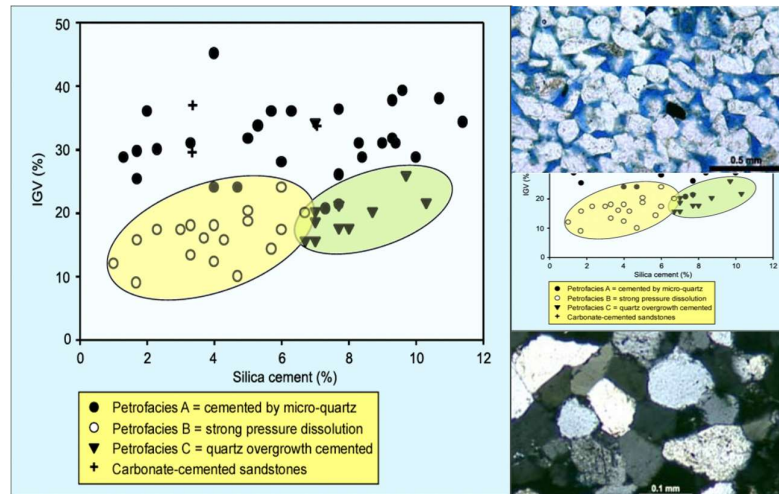 50
40
30
20
10
0
IGV (%)
0 2 4 6 8 10 12
Silica cement (%)
Petrofacies A = cemented by micro-quartz
Petrofacies B = strong pressure dissolution
Petrofacies C = quartz overgrowth cemented
Carbonate-cemented sandstones
0.5 mm
20
10
0
0 2 4 6 8 10 12
Silica cement (%)
Petrofacies A = cemented by micro-quartz
Petrofacies B = strong pressure dissolution
Petrofacies C = quartz overgrowth cemented
Carbonate-cemented sandstones
0.1 mm